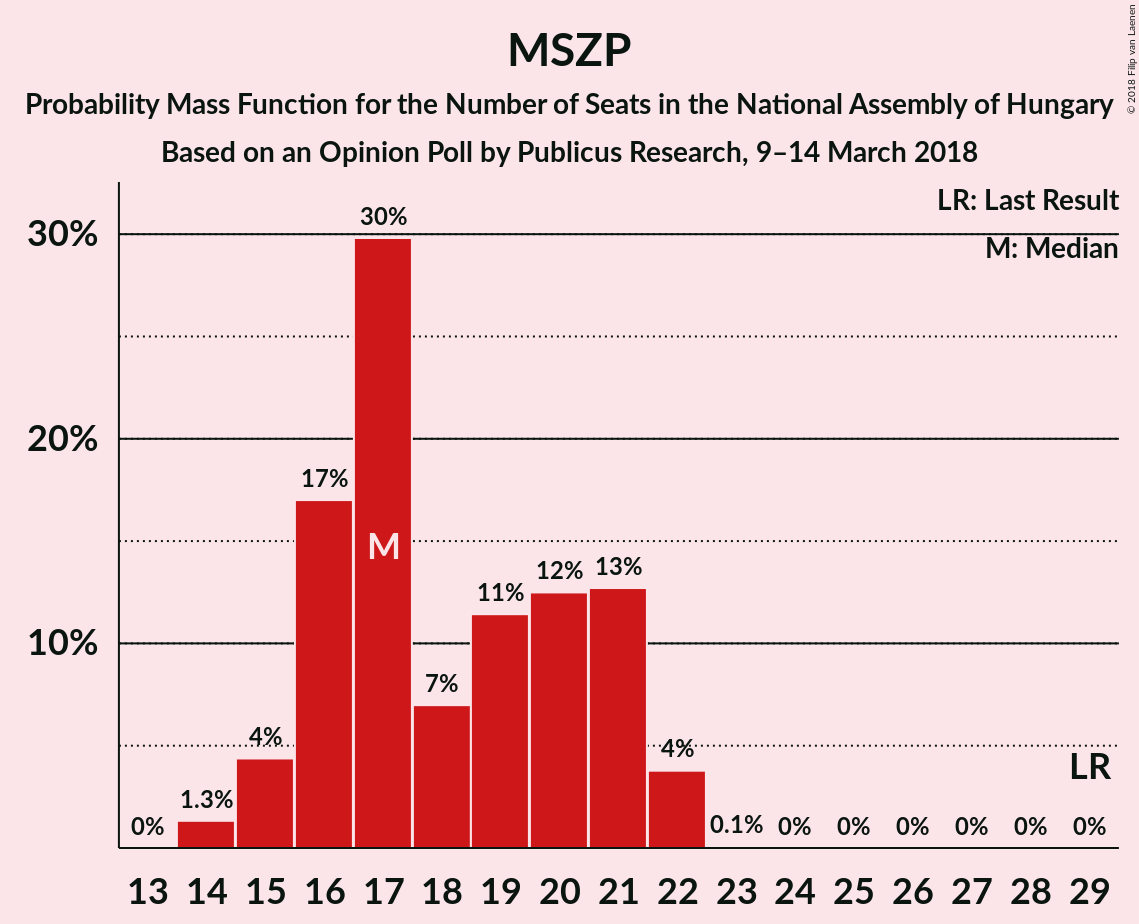 MSZP
Probability Mass Function for the Number of Seats in the National Assembly of Hungary
Based on an Opinion Poll by Publicus Research, 9–14 March 2018
© 2018 Filip van Laenen
LR: Last Result
M: Median
30%
20%
10%
0%
1.3%
4%
17%
30%
M
7%
11%
12%
13%
4%
0.1%
0%
0%
0%
0%
0%
0%
LR
13 14 15 16 17 18 19 20 21 22 23 24 25 26 27 28 29